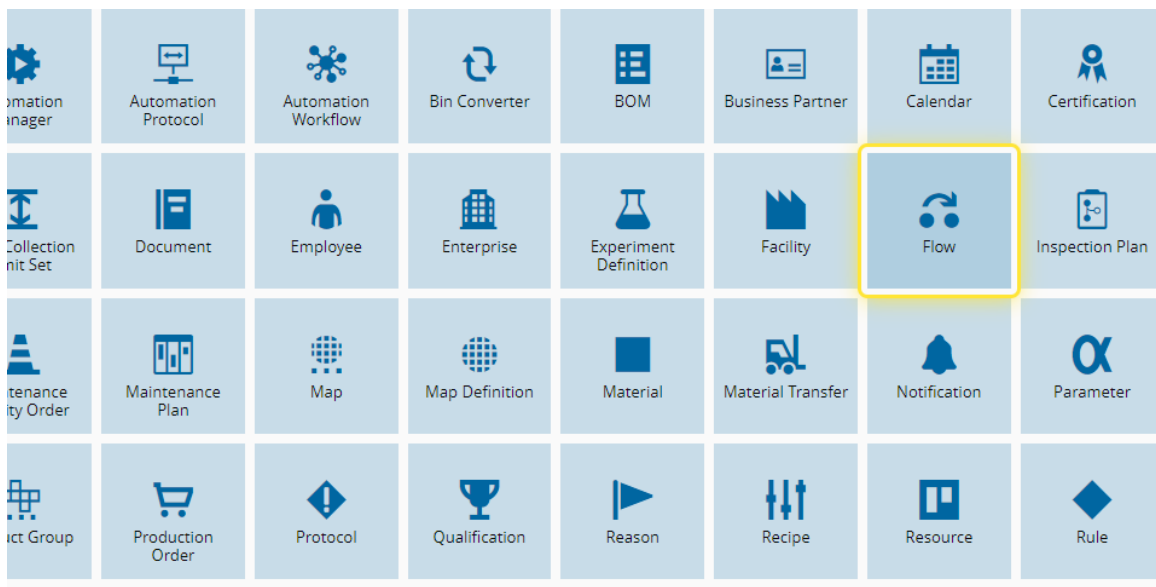 omation
anager
Automation
Protocol
Automation
Workflow
Bin Converter
BOM
Business Partner
Calendar
Certification
Collection
mit Set
Document
Employee
Enterprise
Experiment
Definition
Facility
Flow
Inspection Plan
tenance
ity Order
Maintenance
Plan
Map
Map Definition
Material
Material Transfer
Notification
Parameter
uct Group
Production
Order
Protocol
Qualification
Reason
Recipe
Resource
Rule